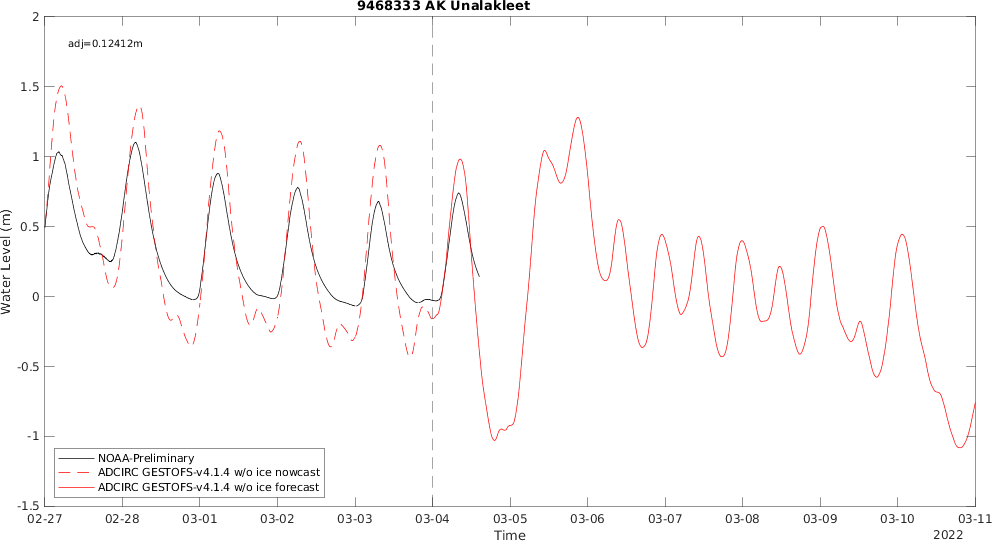 9468333 AK Unalakleet
adj=0.12412m
Water Level (m)
2
1.5
1
0.5
0
-0.5
-1
-1.5
NOAA-Preliminary
ADCIRC GESTOFS-v4.1.4 w/o ice nowcast
ADCIRC GESTOFS-v4.1.4 w/o ice forecast
02-27 02-28 03-01 03-02 03-03 03-04 03-05 03-06 03-07 03-08 03-09 03-10 03-11
Time
2022